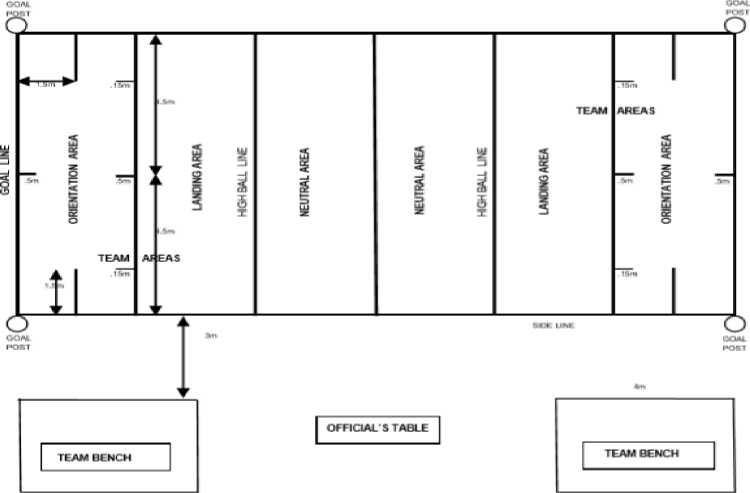 GOAL
POST
GOAL
POST
1.5m
.15m
4.5m
.15m
TEAM AREAS
GOAL LINE
ORIENTATION AREA
LANDING AREA
HIGH BALL LINE
NEUTRAL AREA
NEUTRAL AREA
HIGH BALL LINE
LANDING AREA
ORIENTATION AREA
.5m
.5m
.5m
.5m
4.5m
TEAM AREAS
.15m
.15m
1.5m
GOAL
POST
3m
SIDE LINE
GOAL
POST
4m
OFFICIAL´S TABLE
TEAM BENCH
TEAM BENCH